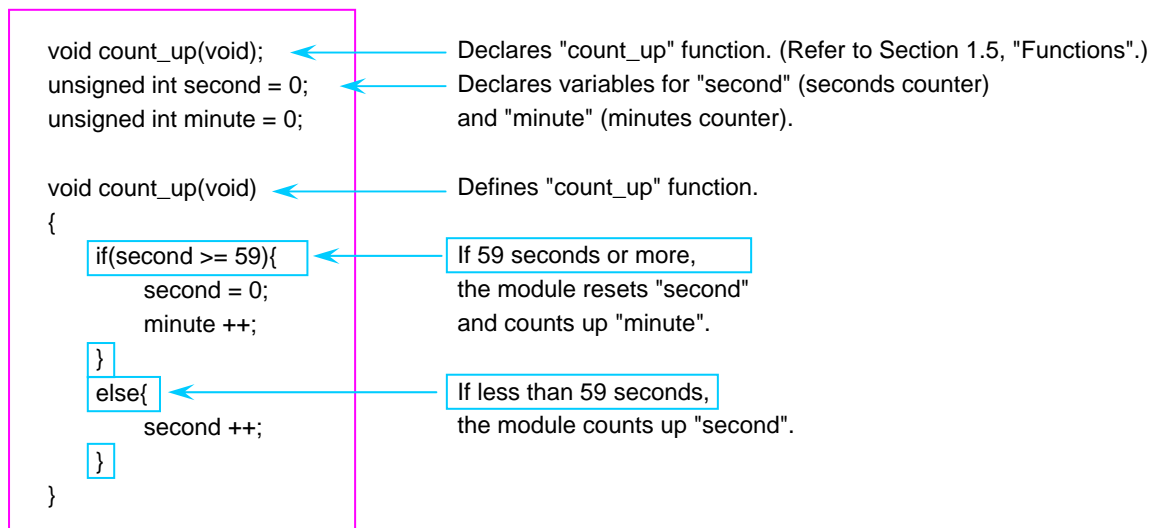 void count_up(void); Declares "count_up" function. (Refer to Section 1.5, "Functions".)
unsigned int second = 0; Declares variables for "second" (seconds counter)
unsigned int minute = 0; and "minute" (minutes counter).
void count_up(void) Defines "count_up" function.
{
if(second >= 59){ If 59 seconds or more,
second = 0; the module resets "second"
minute ++; and counts up "minute".
}
else{ If less than 59 seconds,
second ++; the module counts up "second".
}
}